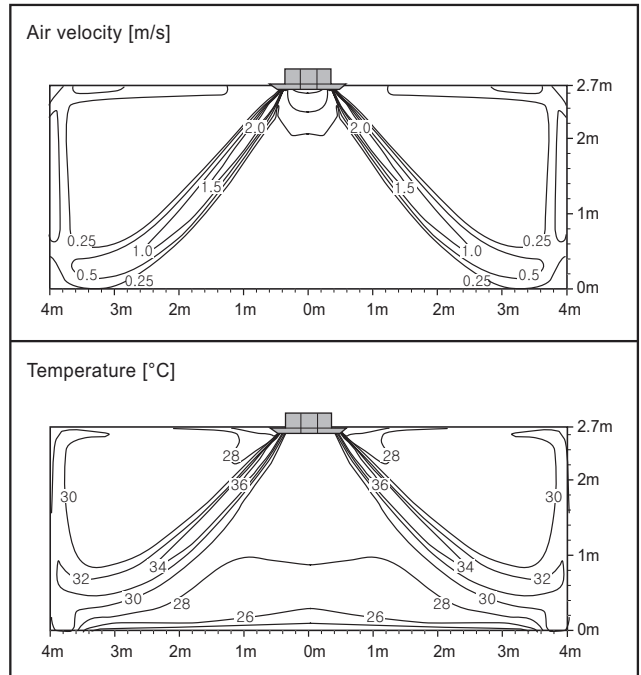 Air velocity [m/s]
2.7m
2.0 2.0 2m
1.5 1.5
1m
0.25 1.0 1.0 0.25
0.5 0.25 0.25 0.5 0m
4m 3m 2m 1m 0m 1m 2m 3m 4m
Temperature [°C]
2.7m
28 28
36 36 2m
30 30
34 34 1m
32 32
30 30
28 28
26 26 0m
4m 3m 2m 1m 0m 1m 2m 3m 4m